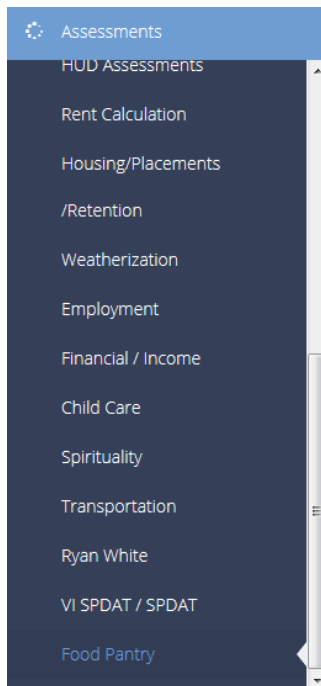 Assessments
HUD Assessments
Rent Calculation
Housing/Placements
/Retention
Weatherization
Employment
Financial / Income
Child Care
Spirituality
Transportation
Ryan White
VI SPDAT / SPDAT
Food Pantry